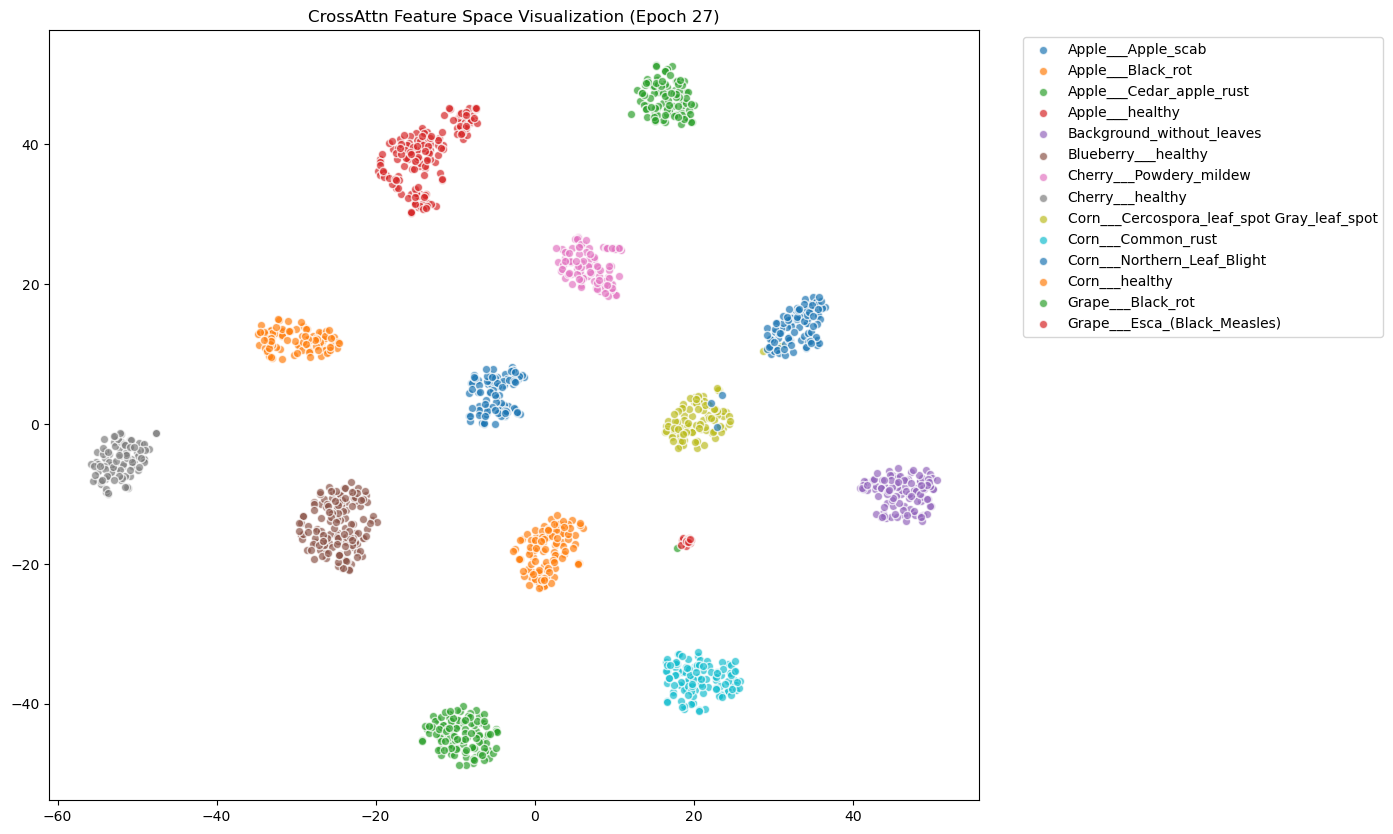 CrossAttn Feature Space Visualization (Epoch 27)
Apple___Apple_scab
Apple___Black_rot
Apple___Cedar_apple_rust
Apple___healthy
Background_without_leaves
Blueberry___healthy
Cherry___Powdery_mildew
Cherry___healthy
Corn___Cercospora_leaf_spot Gray_leaf_spot
Corn___Common_rust
Corn___Northern_Leaf_Blight
Corn___healthy
Grape___Black_rot
Grape___Esca_(Black_Measles)
40
20
0
−20
−40
−60 −40 −20 0 20 40